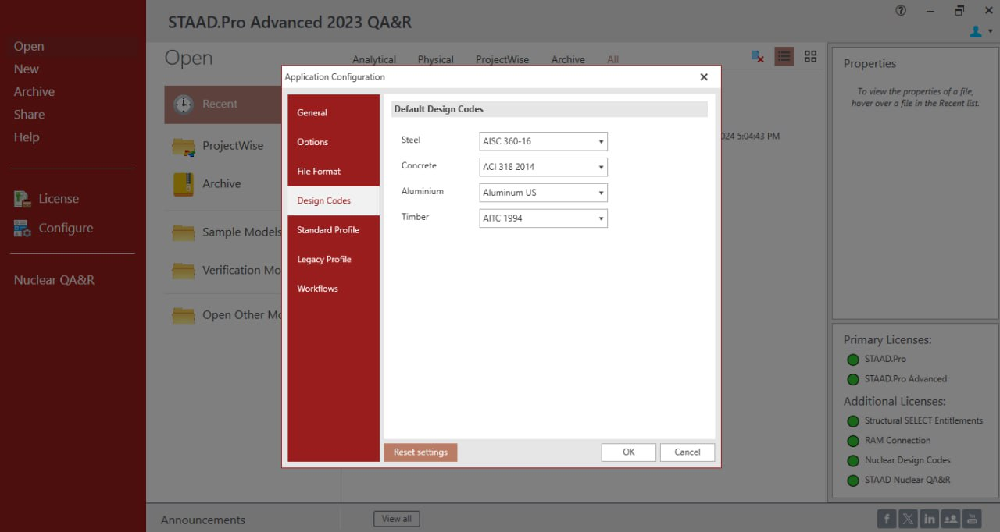 STAAD.Pro Advanced 2023 QA&R
Open
New
Archive
Share
Help
License
Configure
Nuclear QA&R
Open
Analytical Physical ProjectWise Archive All
Recent
ProjectWise
Archive
Sample Models
Verification Mo
Open Other Mo
024 5:04:43 PM
Application Configuration
General
Options
File Format
Design Codes
Standard Profile
Legacy Profile
Workflows
Default Design Codes
Steel AISC 360-16
Concrete ACI 318 2014
Aluminium Aluminum US
Timber AITC 1994
Reset settings OK Cancel
Properties
To view the properties of a file,
hover over a file in the Recent list.
Primary Licenses:
STAAD.Pro
STAAD.Pro Advanced
Additional Licenses:
Structural SELECT Entitlements
RAM Connection
Nuclear Design Codes
STAAD Nuclear QA&R
Announcements View all